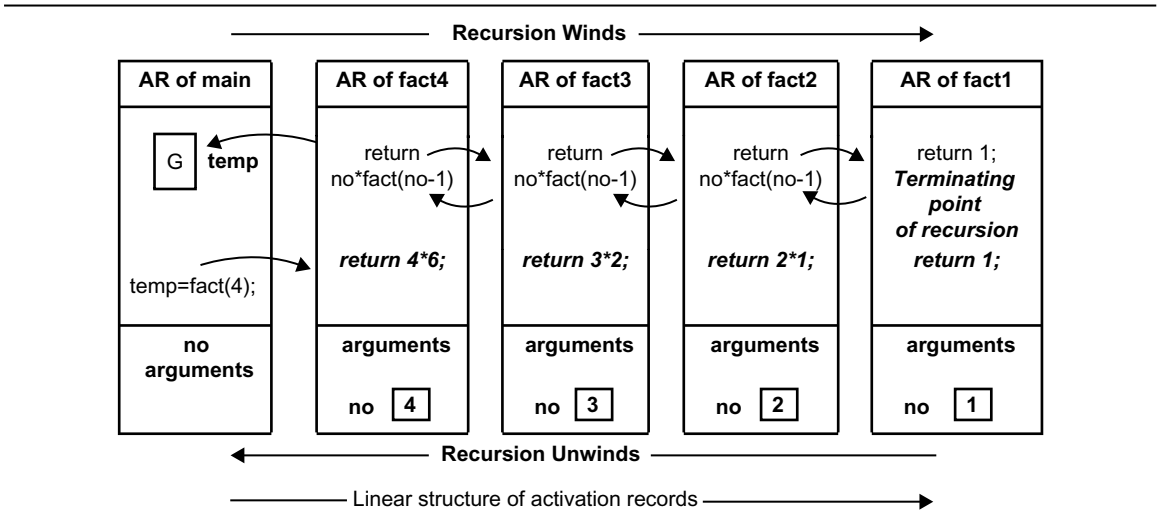 Recursion Winds
AR of main
G temp
temp=fact(4);
no
arguments
AR of fact4
return
no*fact(no-1)
return 4*6;
arguments
no 4
AR of fact3
return
no*fact(no-1)
return 3*2;
arguments
no 3
AR of fact2
return
no*fact(no-1)
return 2*1;
arguments
no 2
AR of fact1
return 1;
Terminating
point
of recursion
return 1;
arguments
no 1
Recursion Unwinds
Linear structure of activation records